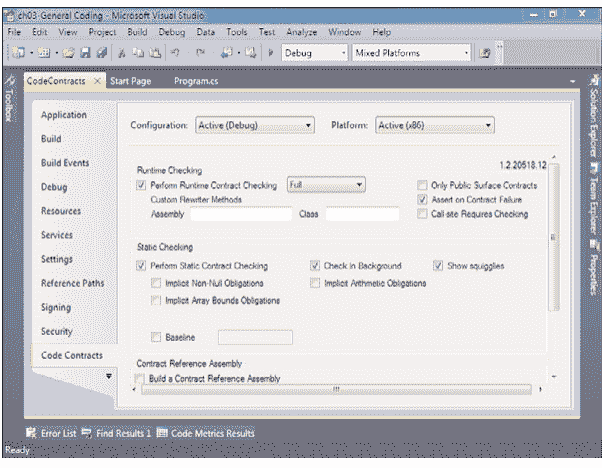 ch03-General Coding - Microsoft Visual Studio
File Edit View Project Build Debug Data Tools Test Analyze Window Help
Debug Mixed Platforms
CodeContracts Start Page Program.cs
Toolbox
Solution Explorer
Team Explorer
Properties
Application
Build
Build Events
Debug
Resources
Services
Settings
Reference Paths
Signing
Security
Code Contracts
Configuration: Active (Debug) Platform: Active (x86)
1.2.20518.12
Runtime Checking
Perform Runtime Contract Checking Full Only Public Surface Contracts
Custom Rewriter Methods Assert on Contract Failure
Assembly Class Call-site Requires Checking
Static Checking
Perform Static Contract Checking Check in Background Show squigglies
Implicit Non-Null Obligations Implicit Arithmetic Obligations
Implicit Array Bounds Obligations
Baseline
Contract Reference Assembly
Build a Contract Reference Assembly
Error List Find Results 1 Code Metrics Results
Ready